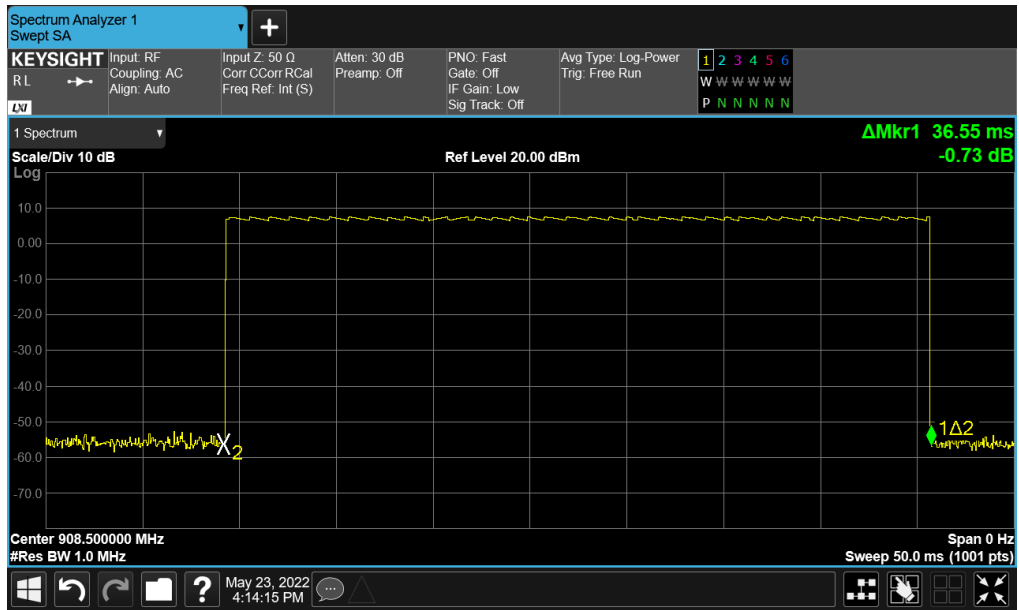 Spectrum Analyzer 1
Swept SA
+
KEYSIGHT
R L
LXI
Input: RF
Coupling: AC
Align: Auto
Input Z: 50 Ω
Corr CCorr RCal
Freq Ref: Int (S)
Atten: 30 dB
Preamp: Off
PNO: Fast
Gate: Off
IF Gain: Low
Sig Track: Off
Avg Type: Log-Power
Trig: Free Run
1 2 3 4 5 6
W W W W W W
P N N N N N
1 Spectrum
ΔMkr1 36.55 ms
-0.73 dB
Scale/Div 10 dB
Ref Level 20.00 dBm
Log
10.0
0.00
-10.0
-20.0
-30.0
-40.0
-50.0
-60.0
-70.0
X2
1Δ2
Center 908.500000 MHz
Span 0 Hz
#Res BW 1.0 MHz
Sweep 50.0 ms (1001 pts)
?
May 23, 2022
4:14:15 PM